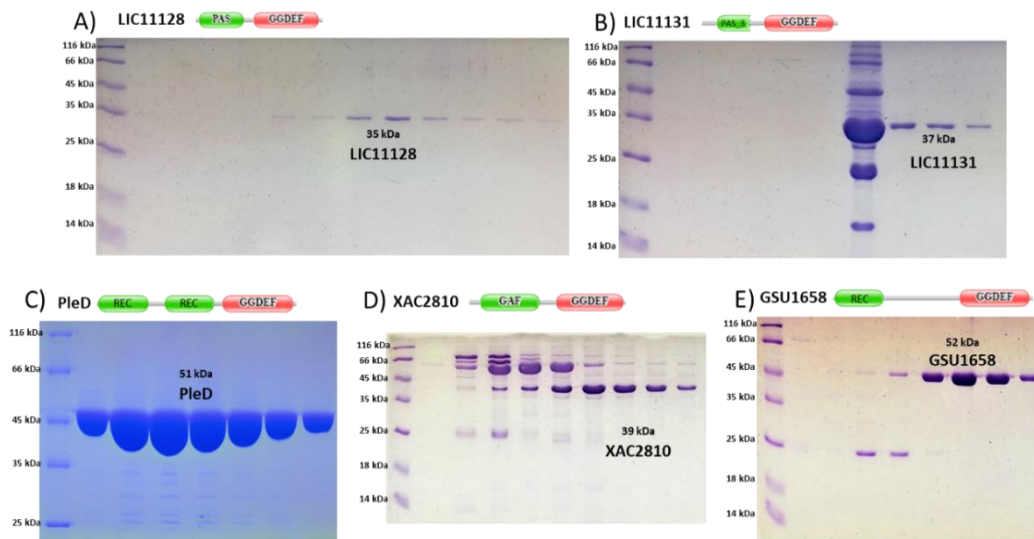 A) LIC11128 PAS GGDEF
116 kDa
66 kDa
45 kDa
35 kDa
25 kDa
18 kDa
14 kDa
35 kDa
LIC11128
B) LIC11131 PAS_3 GGDEF
116 kDa
66 kDa
45 kDa
35 kDa
25 kDa
18 kDa
14 kDa
37 kDa
LIC11131
C) PleD REC REC GGDEF
116 kDa
66 kDa
45 kDa
35 kDa
25 kDa
51 kDa
PleD
D) XAC2810 GAF GGDEF
116 kDa
66 kDa
45 kDa
35 kDa
25 kDa
18 kDa
14 kDa
39 kDa
XAC2810
E) GSU1658 REC GGDEF
116 kDa
66 kDa
45 kDa
35 kDa
25 kDa
18 kDa
14 kDa
52 kDa
GSU1658